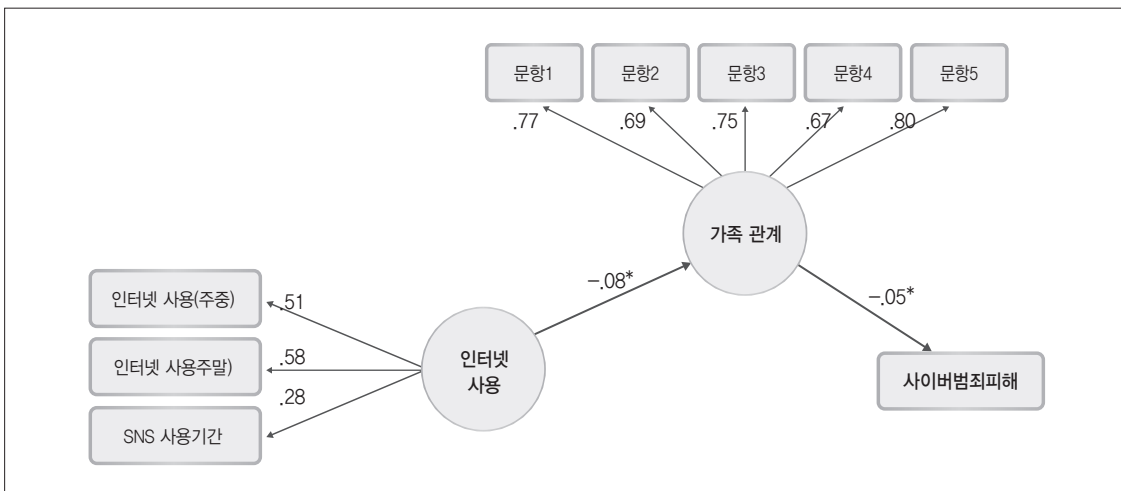 문항1 문항2 문항3 문항4 문항5
.77 .69 .75 .67 .80
가족 관계
인터넷 사용(주중) .51
-.08*
-.05*
인터넷 사용주말) .58
인터넷
사용
사이버범죄피해
.28
SNS 사용기간